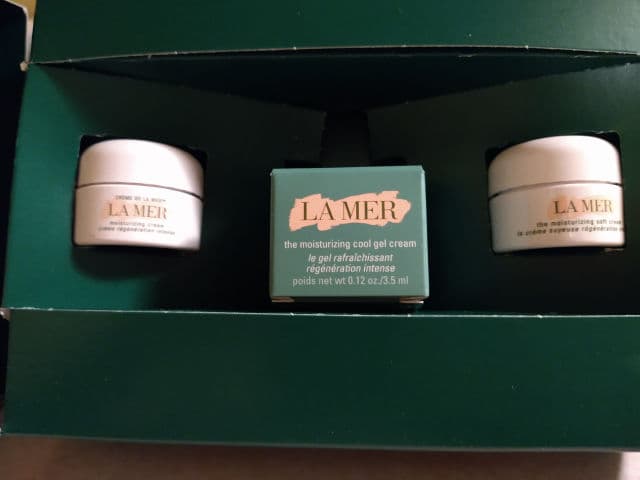 CRÈME DE LA MER™
LA MER
moisturizing cream
crème régénération intense
LA MER
the moisturizing cool gel cream
le gel rafraîchissant
régénération intense
poids net wt 0.12 oz./3.5 ml
LA MER
the moisturizing soft cream
la crème soyeuse régénération